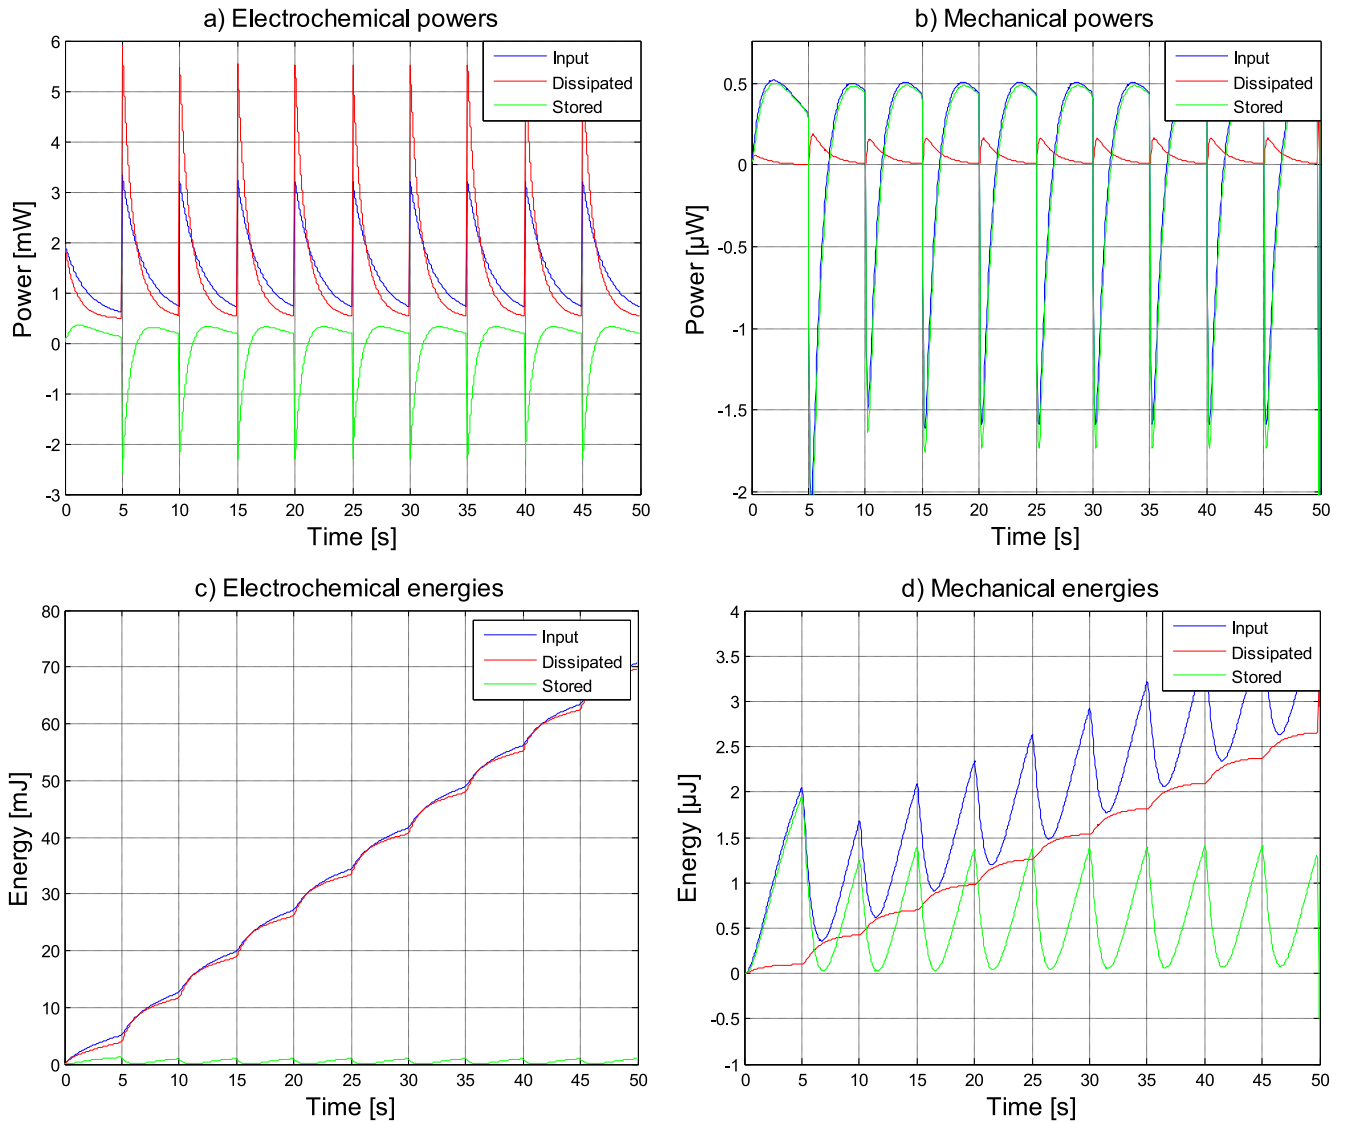 a) Electrochemical powers
6
5
4
3
2
1
0
-1
-2
-3
Power [mW]
Input
Dissipated
Stored
0 5 10 15 20 25 30 35 40 45 50
Time [s]
b) Mechanical powers
0.5
0
-0.5
-1
-1.5
-2
Power [µW]
Input
Dissipated
Stored
0 5 10 15 20 25 30 35 40 45 50
Time [s]
c) Electrochemical energies
80
70
60
50
40
30
20
10
0
Energy [mJ]
Input
Dissipated
Stored
0 5 10 15 20 25 30 35 40 45 50
Time [s]
d) Mechanical energies
4
3.5
3
2.5
2
1.5
1
0.5
0
-0.5
-1
Energy [µJ]
Input
Dissipated
Stored
0 5 10 15 20 25 30 35 40 45 50
Time [s]